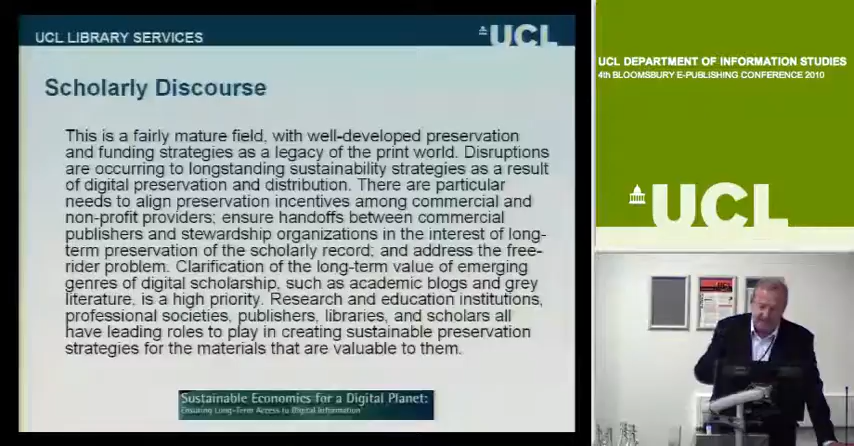 UCL LIBRARY SERVICES
UCL
Scholarly Discourse
This is a fairly mature field, with well-developed preservation
and funding strategies as a legacy of the print world. Disruptions
are occurring to longstanding sustainability strategies as a result
of digital preservation and distribution. There are particular
needs to align preservation incentives among commercial and
non-profit providers; ensure handoffs between commercial
publishers and stewardship organizations in the interest of long-
term preservation of the scholarly record; and address the free-
rider problem. Clarification of the long-term value of emerging
genres of digital scholarship, such as academic blogs and grey
literature, is a high priority. Research and education institutions,
professional societies, publishers, libraries, and scholars all
have leading roles to play in creating sustainable preservation
strategies for the materials that are valuable to them.
Sustainable Economics for a Digital Planet:
Ensuring Long-Term Access to Digital Information
UCL DEPARTMENT OF INFORMATION STUDIES
4th BLOOMSBURY E-PUBLISHING CONFERENCE 2010
UCL